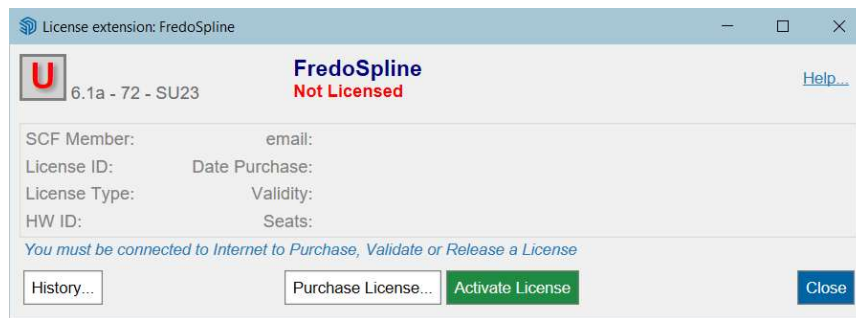 License extension: FredoSpline
U
6.1a - 72 - SU23
FredoSpline
Not Licensed
Help...
SCF Member: email:
License ID: Date Purchase:
License Type: Validity:
HW ID: Seats:
You must be connected to Internet to Purchase, Validate or Release a License
History... Purchase License... Activate License Close